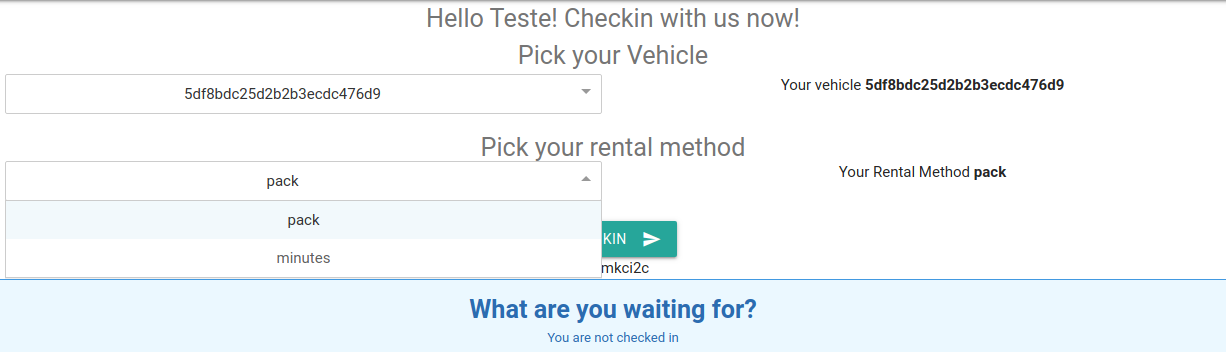 Hello Teste! Checkin with us now!
Pick your Vehicle
5df8bdc25d2b2b3ecdc476d9
Your vehicle 5df8bdc25d2b2b3ecdc476d9
Pick your rental method
pack
Your Rental Method pack
pack
minutes
KIN
mkci2c
What are you waiting for?
You are not checked in